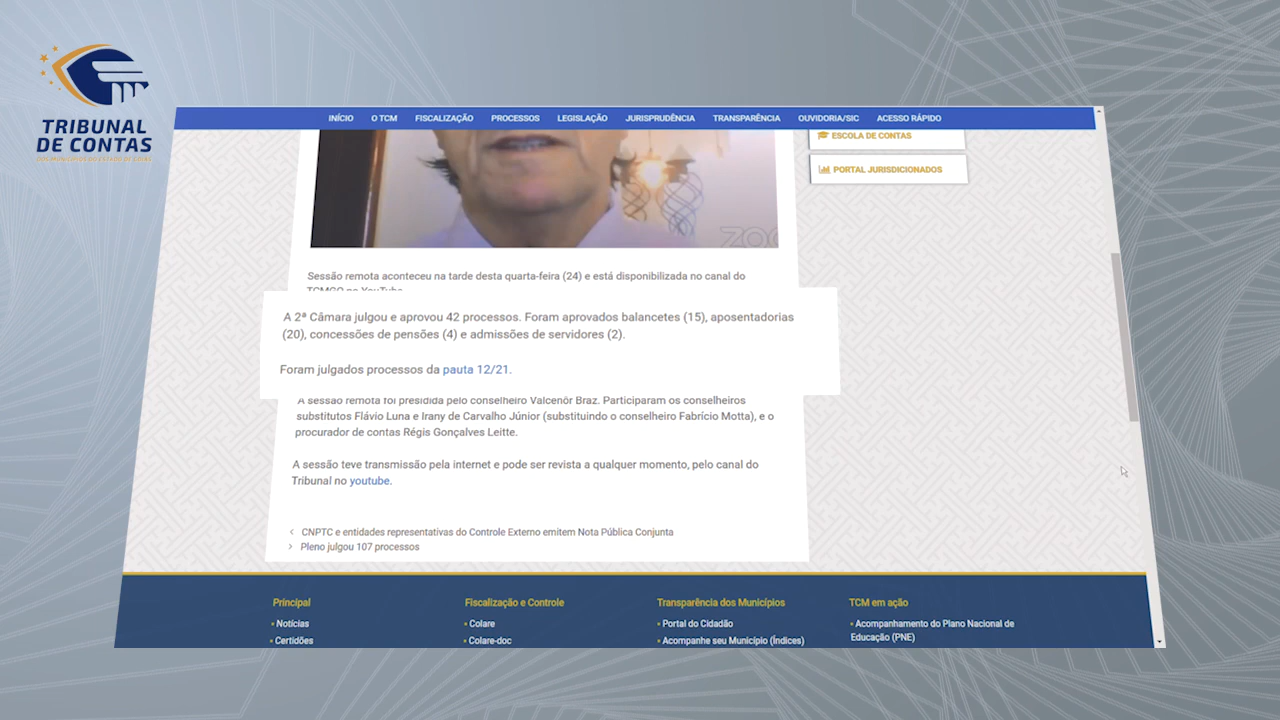 TRIBUNAL
DE CONTAS
DOS MUNICÍPIOS DO ESTADO DE GOIÁS
INÍCIO O TCM FISCALIZAÇÃO PROCESSOS LEGISLAÇÃO JURISPRUDÊNCIA TRANSPARÊNCIA OUVIDORIA/SIC ACESSO RÁPIDO
ESCOLA DE CONTAS
PORTAL JURISDICIONADOS
Sessão remota aconteceu na tarde desta quarta-feira (24) e está disponibilizada no canal do
TCMGO no YouTube
A 2ª Câmara julgou e aprovou 42 processos. Foram aprovados balancetes (15), aposentadorias
(20), concessões de pensões (4) e admissões de servidores (2).
Foram julgados processos da pauta 12/21.
A sessão remota foi presidida pelo conselheiro Valcenôr Braz. Participaram os conselheiros
substitutos Flávio Luna e Irany de Carvalho Júnior (substituindo o conselheiro Fabrício Motta), e o
procurador de contas Régis Gonçalves Leitte.
A sessão teve transmissão pela internet e pode ser revista a qualquer momento, pelo canal do
Tribunal no youtube.
< CNPTC e entidades representativas do Controle Externo emitem Nota Pública Conjunta
> Pleno julgou 107 processos
Principal
• Notícias
• Certidões
Fiscalização e Controle
• Colare
• Colare-doc
Transparência dos Municípios
• Portal do Cidadão
• Acompanhe seu Município (Índices)
TCM em ação
• Acompanhamento do Plano Nacional de
Educação (PNE)